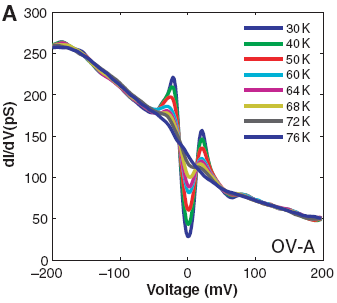 A
dI/dV(pS)
300
250
200
150
100
50
0
30 K
40 K
50 K
60 K
64 K
68 K
72 K
76 K
OV-A
−200
−100
0
100
200
Voltage (mV)